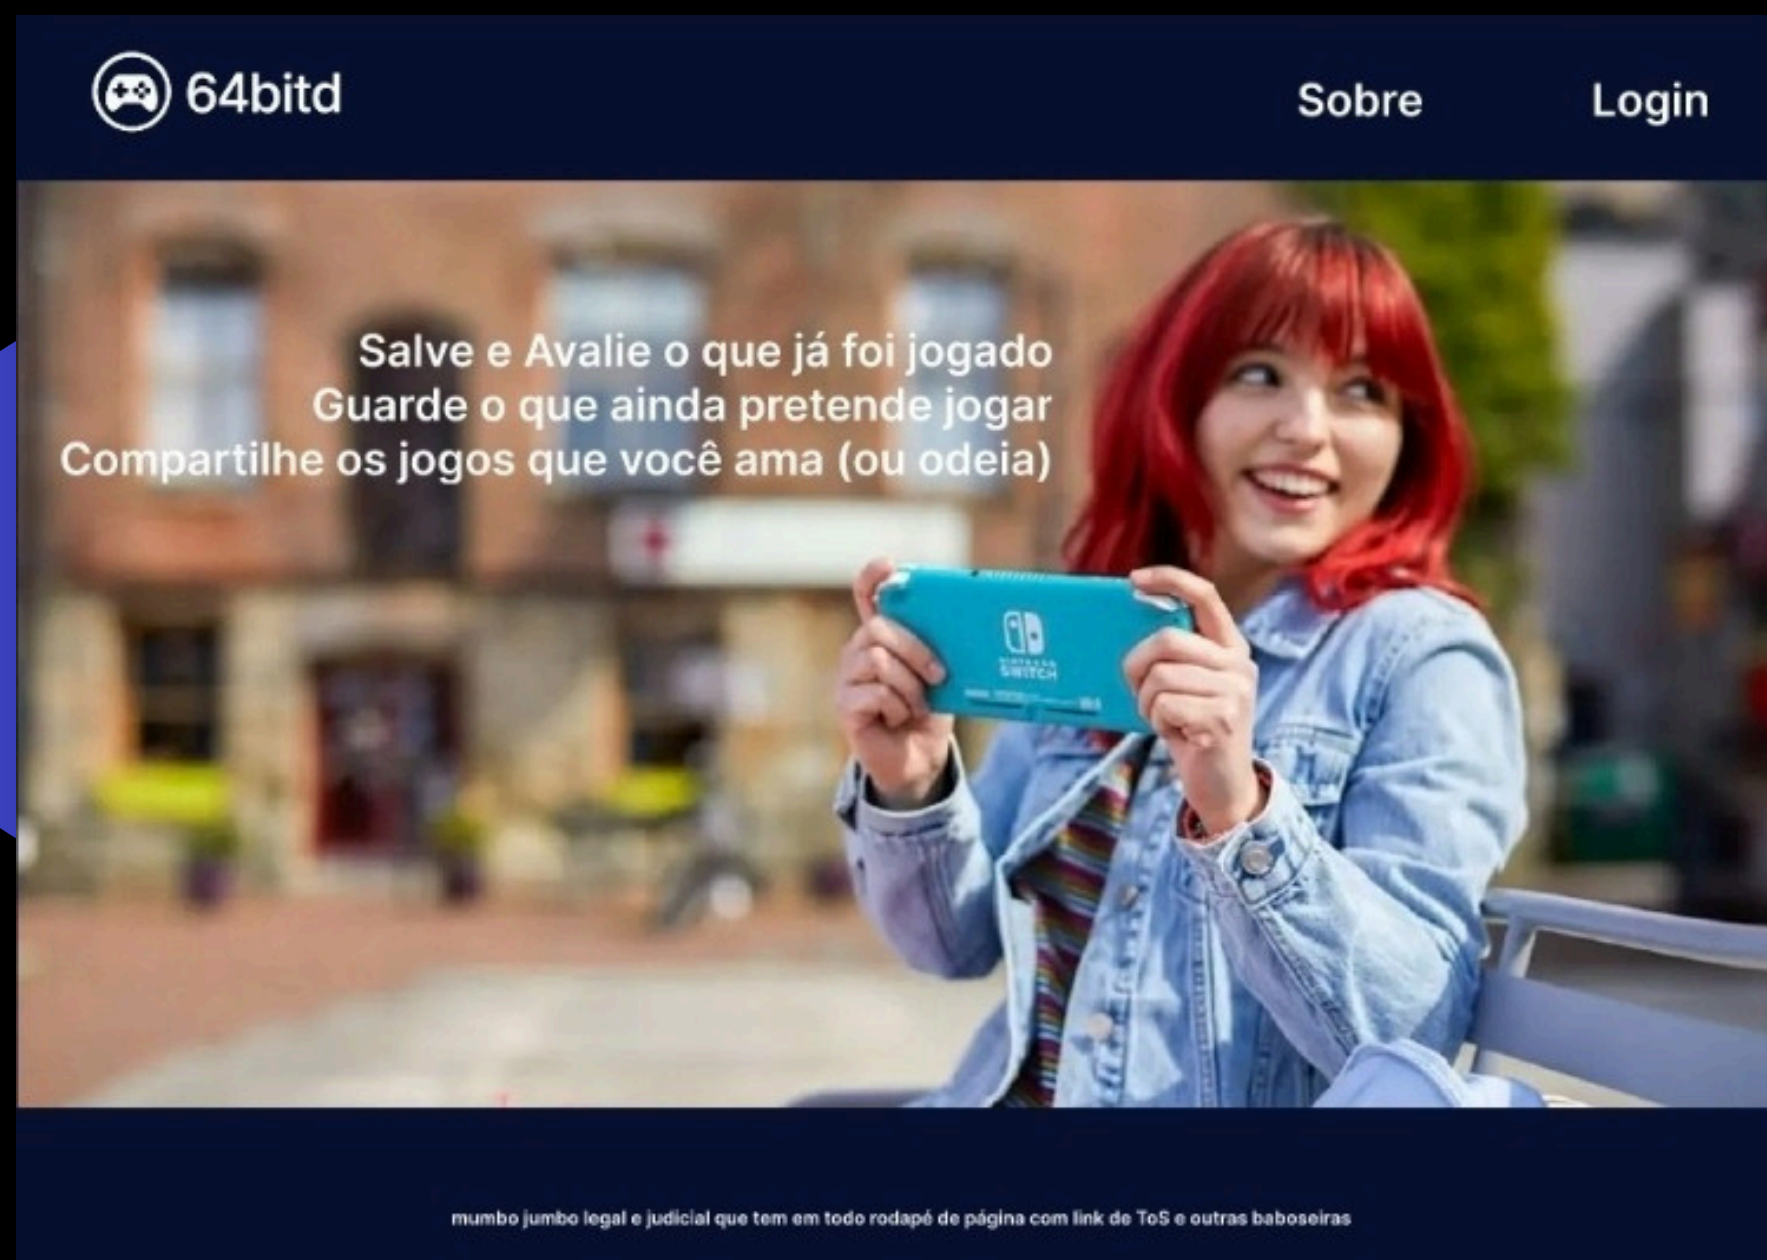 64bitd
Sobre
Login
Salve e Avalie o que já foi jogado
Guarde o que ainda pretende jogar
Compartilhe os jogos que você ama (ou odeia)
NINTENDO
SWITCH
mumbo jumbo legal e judicial que tem em todo rodapé de página com link de ToS e outras baboseiras